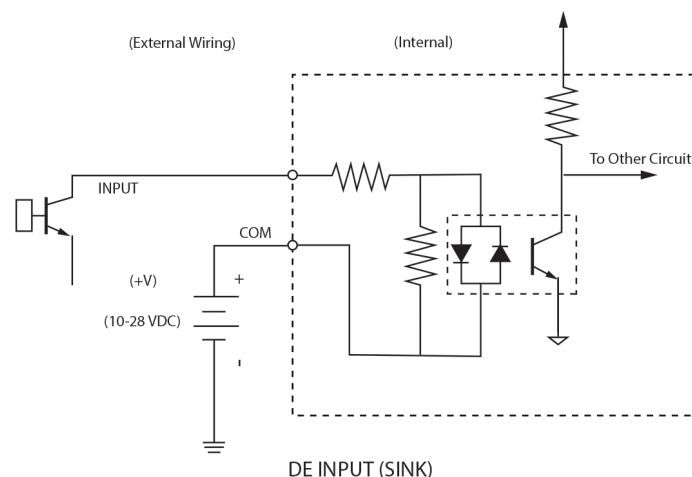 (External Wiring)
(Internal)
To Other Circuit
INPUT
COM
(+V)
+
(10-28 VDC)
-
DE INPUT (SINK)